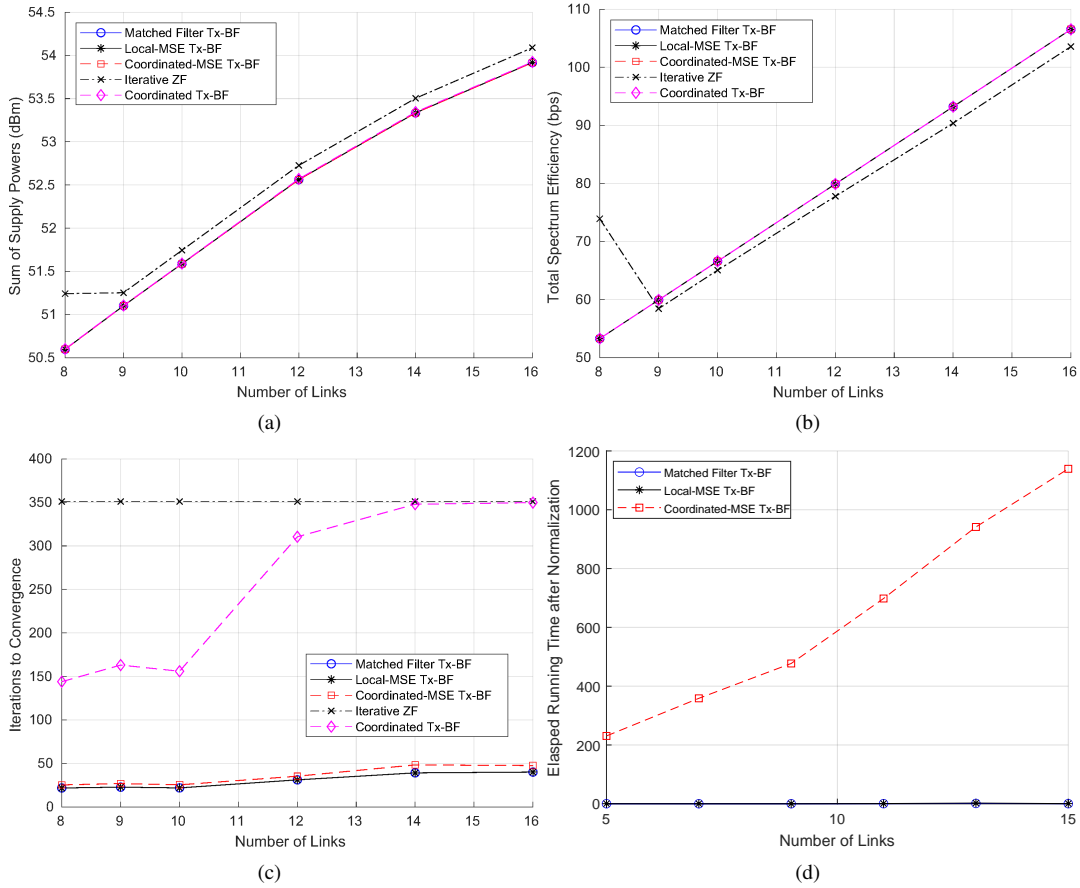 54.5
54
53.5
53
52.5
52
51.5
51
50.5
Sum of Supply Powers (dBm)
Matched Filter Tx-BF
Local-MSE Tx-BF
Coordinated-MSE Tx-BF
Iterative ZF
Coordinated Tx-BF
8 9 10 11 12 13 14 15 16
Number of Links
(a)
110
100
90
80
70
60
50
Total Spectrum Efficiency (bps)
Matched Filter Tx-BF
Local-MSE Tx-BF
Coordinated-MSE Tx-BF
Iterative ZF
Coordinated Tx-BF
8 9 10 11 12 13 14 15 16
Number of Links
(b)
400
350
300
250
200
150
100
50
0
Iterations to Convergence
Matched Filter Tx-BF
Local-MSE Tx-BF
Coordinated-MSE Tx-BF
Iterative ZF
Coordinated Tx-BF
8 9 10 11 12 13 14 15 16
Number of Links
(c)
1200
1000
800
600
400
200
0
Elasped Running Time after Normalization
Matched Filter Tx-BF
Local-MSE Tx-BF
Coordinated-MSE Tx-BF
5 10 15
Number of Links
(d)